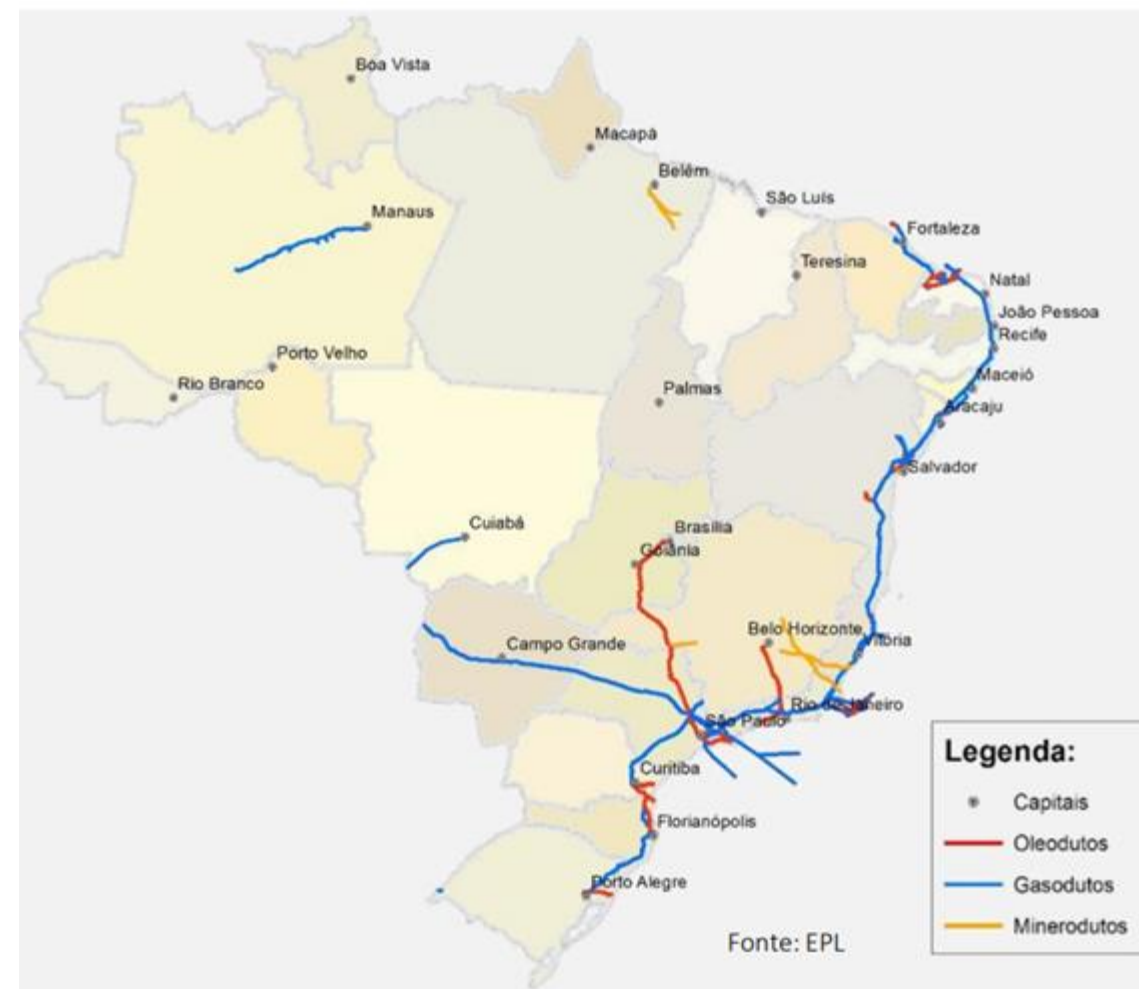 Boa Vista
Macapá
Belém
São Luís
Manaus
Fortaleza
Teresina
Natal
João Pessoa
Recife
Porto Velho
Rio Branco
Palmas
Maceió
Aracaju
Salvador
Cuiabá
Brasília
Goiânia
Belo Horizonte
Vitória
Campo Grande
Rio de Janeiro
São Paulo
Curitiba
Florianópolis
Porto Alegre
Legenda:
Capitais
Oleodutos
Gasodutos
Minerodutos
Fonte: EPL